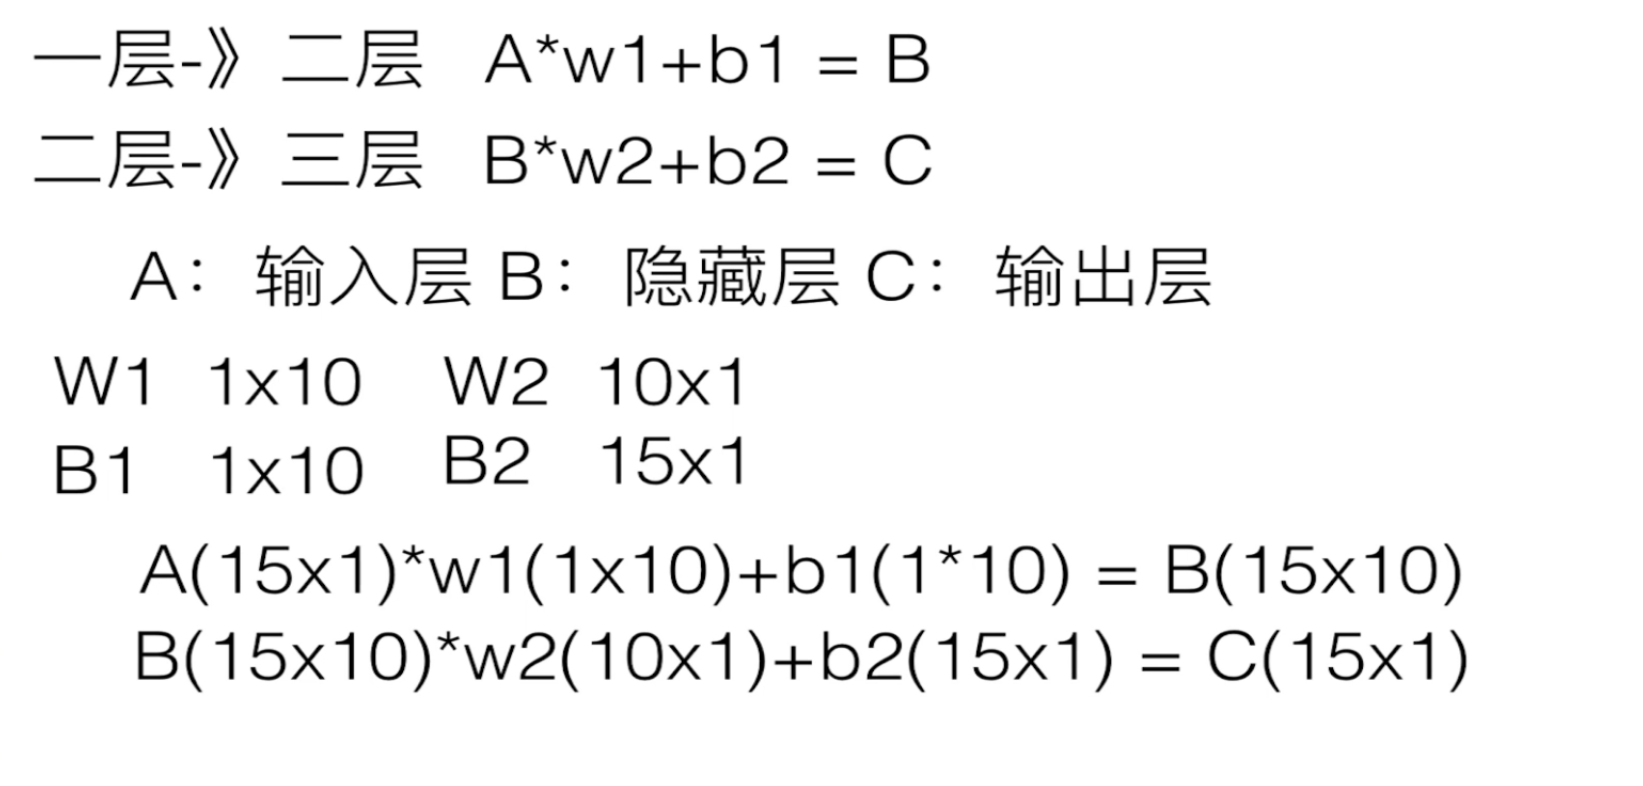 一层-》二层 A*w1+b1 = B
二层-》三层 B*w2+b2 = C
A：输入层 B：隐藏层 C：输出层
W1 1x10 W2 10x1
B1 1x10 B2 15x1
A(15x1)*w1(1x10)+b1(1*10) = B(15x10)
B(15x10)*w2(10x1)+b2(15x1) = C(15x1)